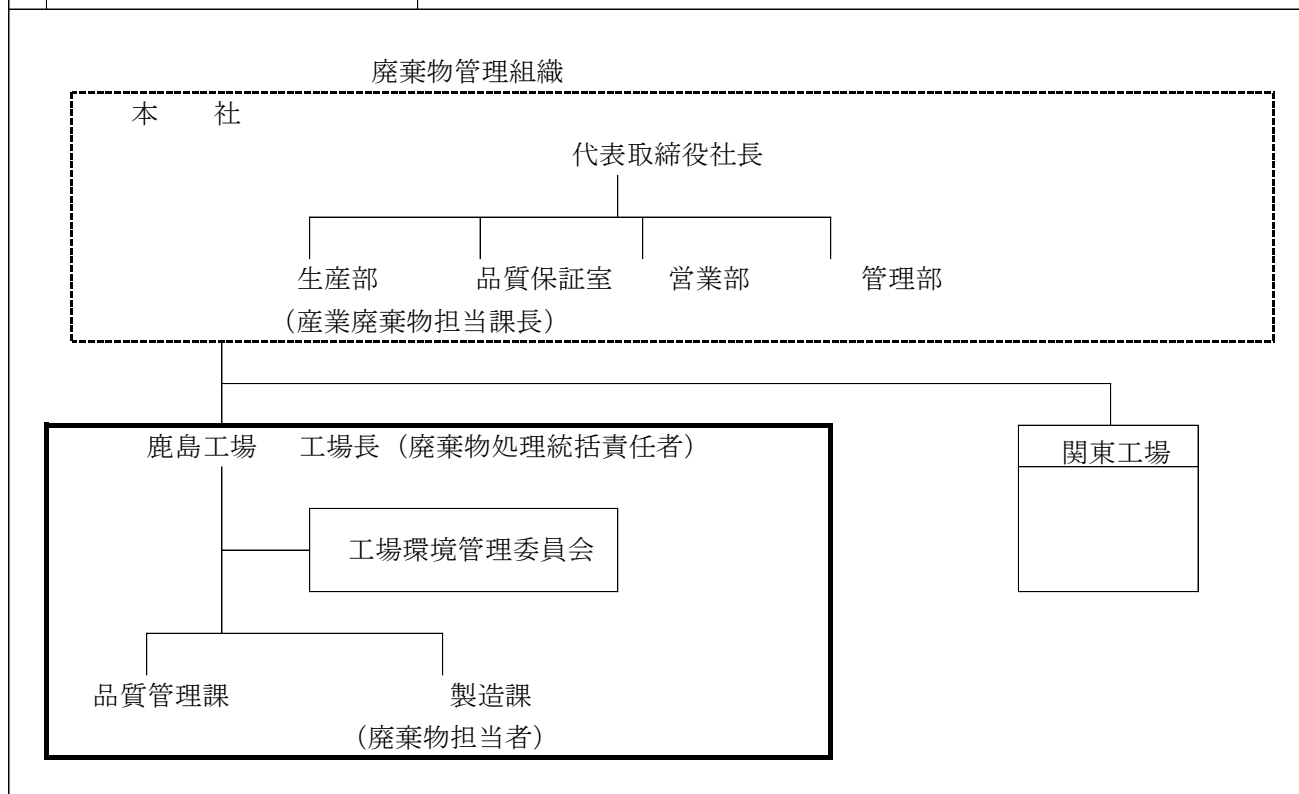 廃棄物管理組織
本　　社
代表取締役社長
生産部　品質保証室　営業部　管理部
（産業廃棄物担当課長）
鹿島工場　工場長（廃棄物処理統括責任者）
関東工場
工場環境管理委員会
品質管理課　製造課
（廃棄物担当者）